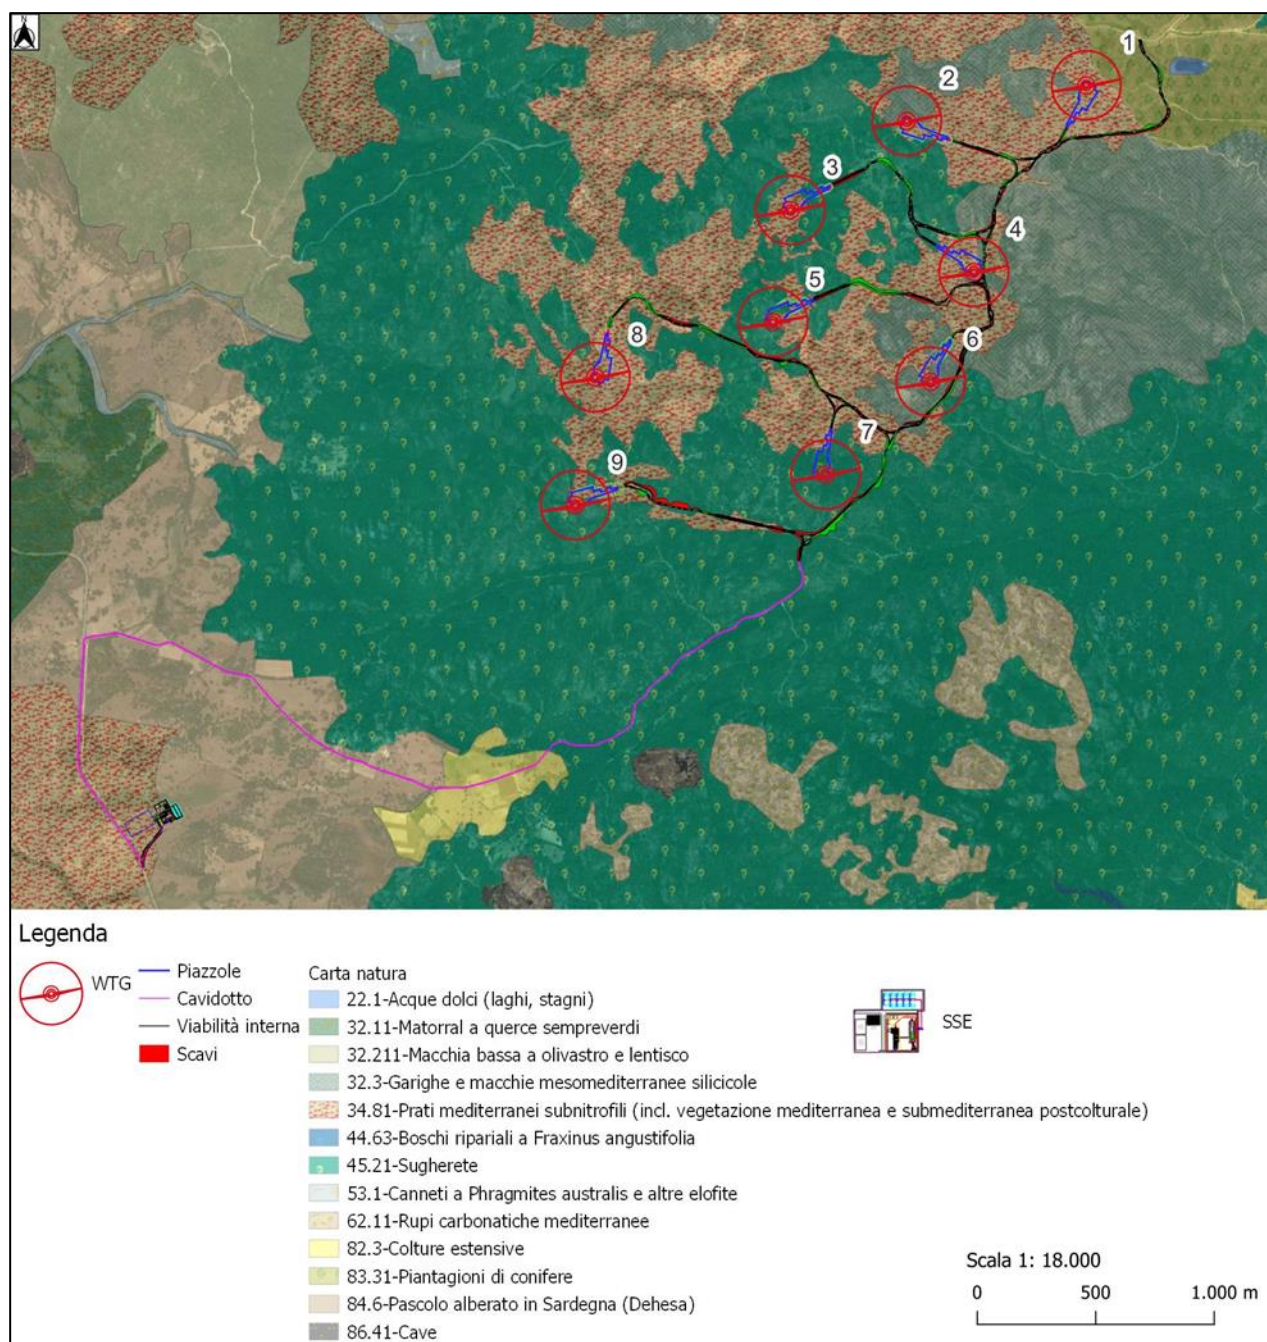 N
1
2
3
4
5
6
8
7
9
Legenda
WTG
Piazzole
Cavidotto
Viabilità interna
Scavi
Carta natura
22.1-Acque dolci (laghi, stagni)
32.11-Matorral a querce sempreverdi
32.211-Macchia bassa a olivastro e lentisco
32.3-Garighe e macchie mesomediterranee silicicole
34.81-Prati mediterranei subnitrofili (incl. vegetazione mediterranea e submediterranea postcolturale)
44.63-Boschi ripariali a Fraxinus angustifolia
45.21-Sugherete
53.1-Canneti a Phragmites australis e altre elofite
62.11-Rupi carbonatiche mediterranee
82.3-Colture estensive
83.31-Piantagioni di conifere
84.6-Pascolo alberato in Sardegna (Dehesa)
86.41-Cave
SSE
Scala 1: 18.000
0 500 1.000 m